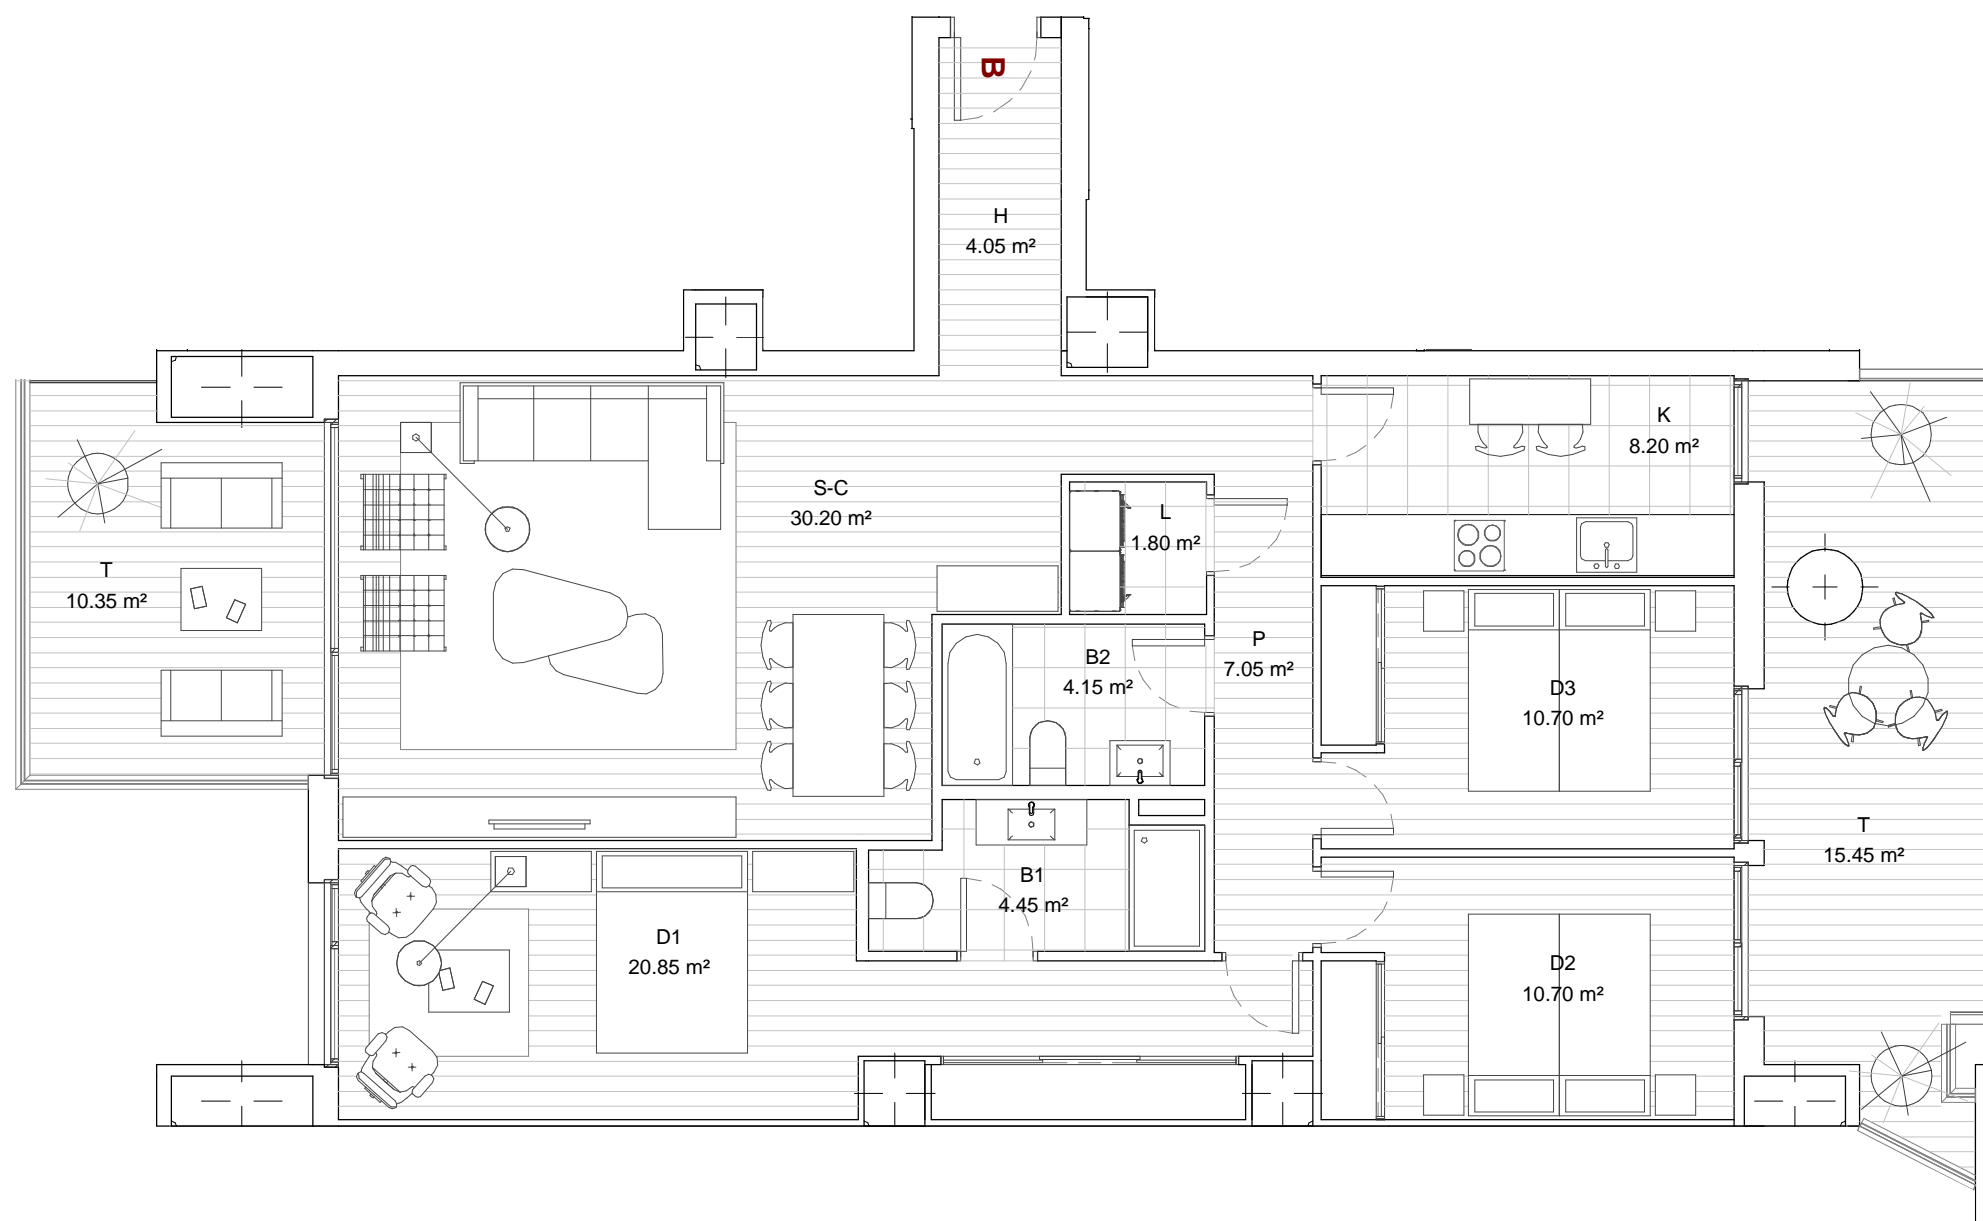 B
H
4.05 m²
K
8.20 m²
S-C
30.20 m²
L
1.80 m²
T
10.35 m²
P
7.05 m²
B2
4.15 m²
D3
10.70 m²
T
15.45 m²
B1
4.45 m²
D1
20.85 m²
D2
10.70 m²